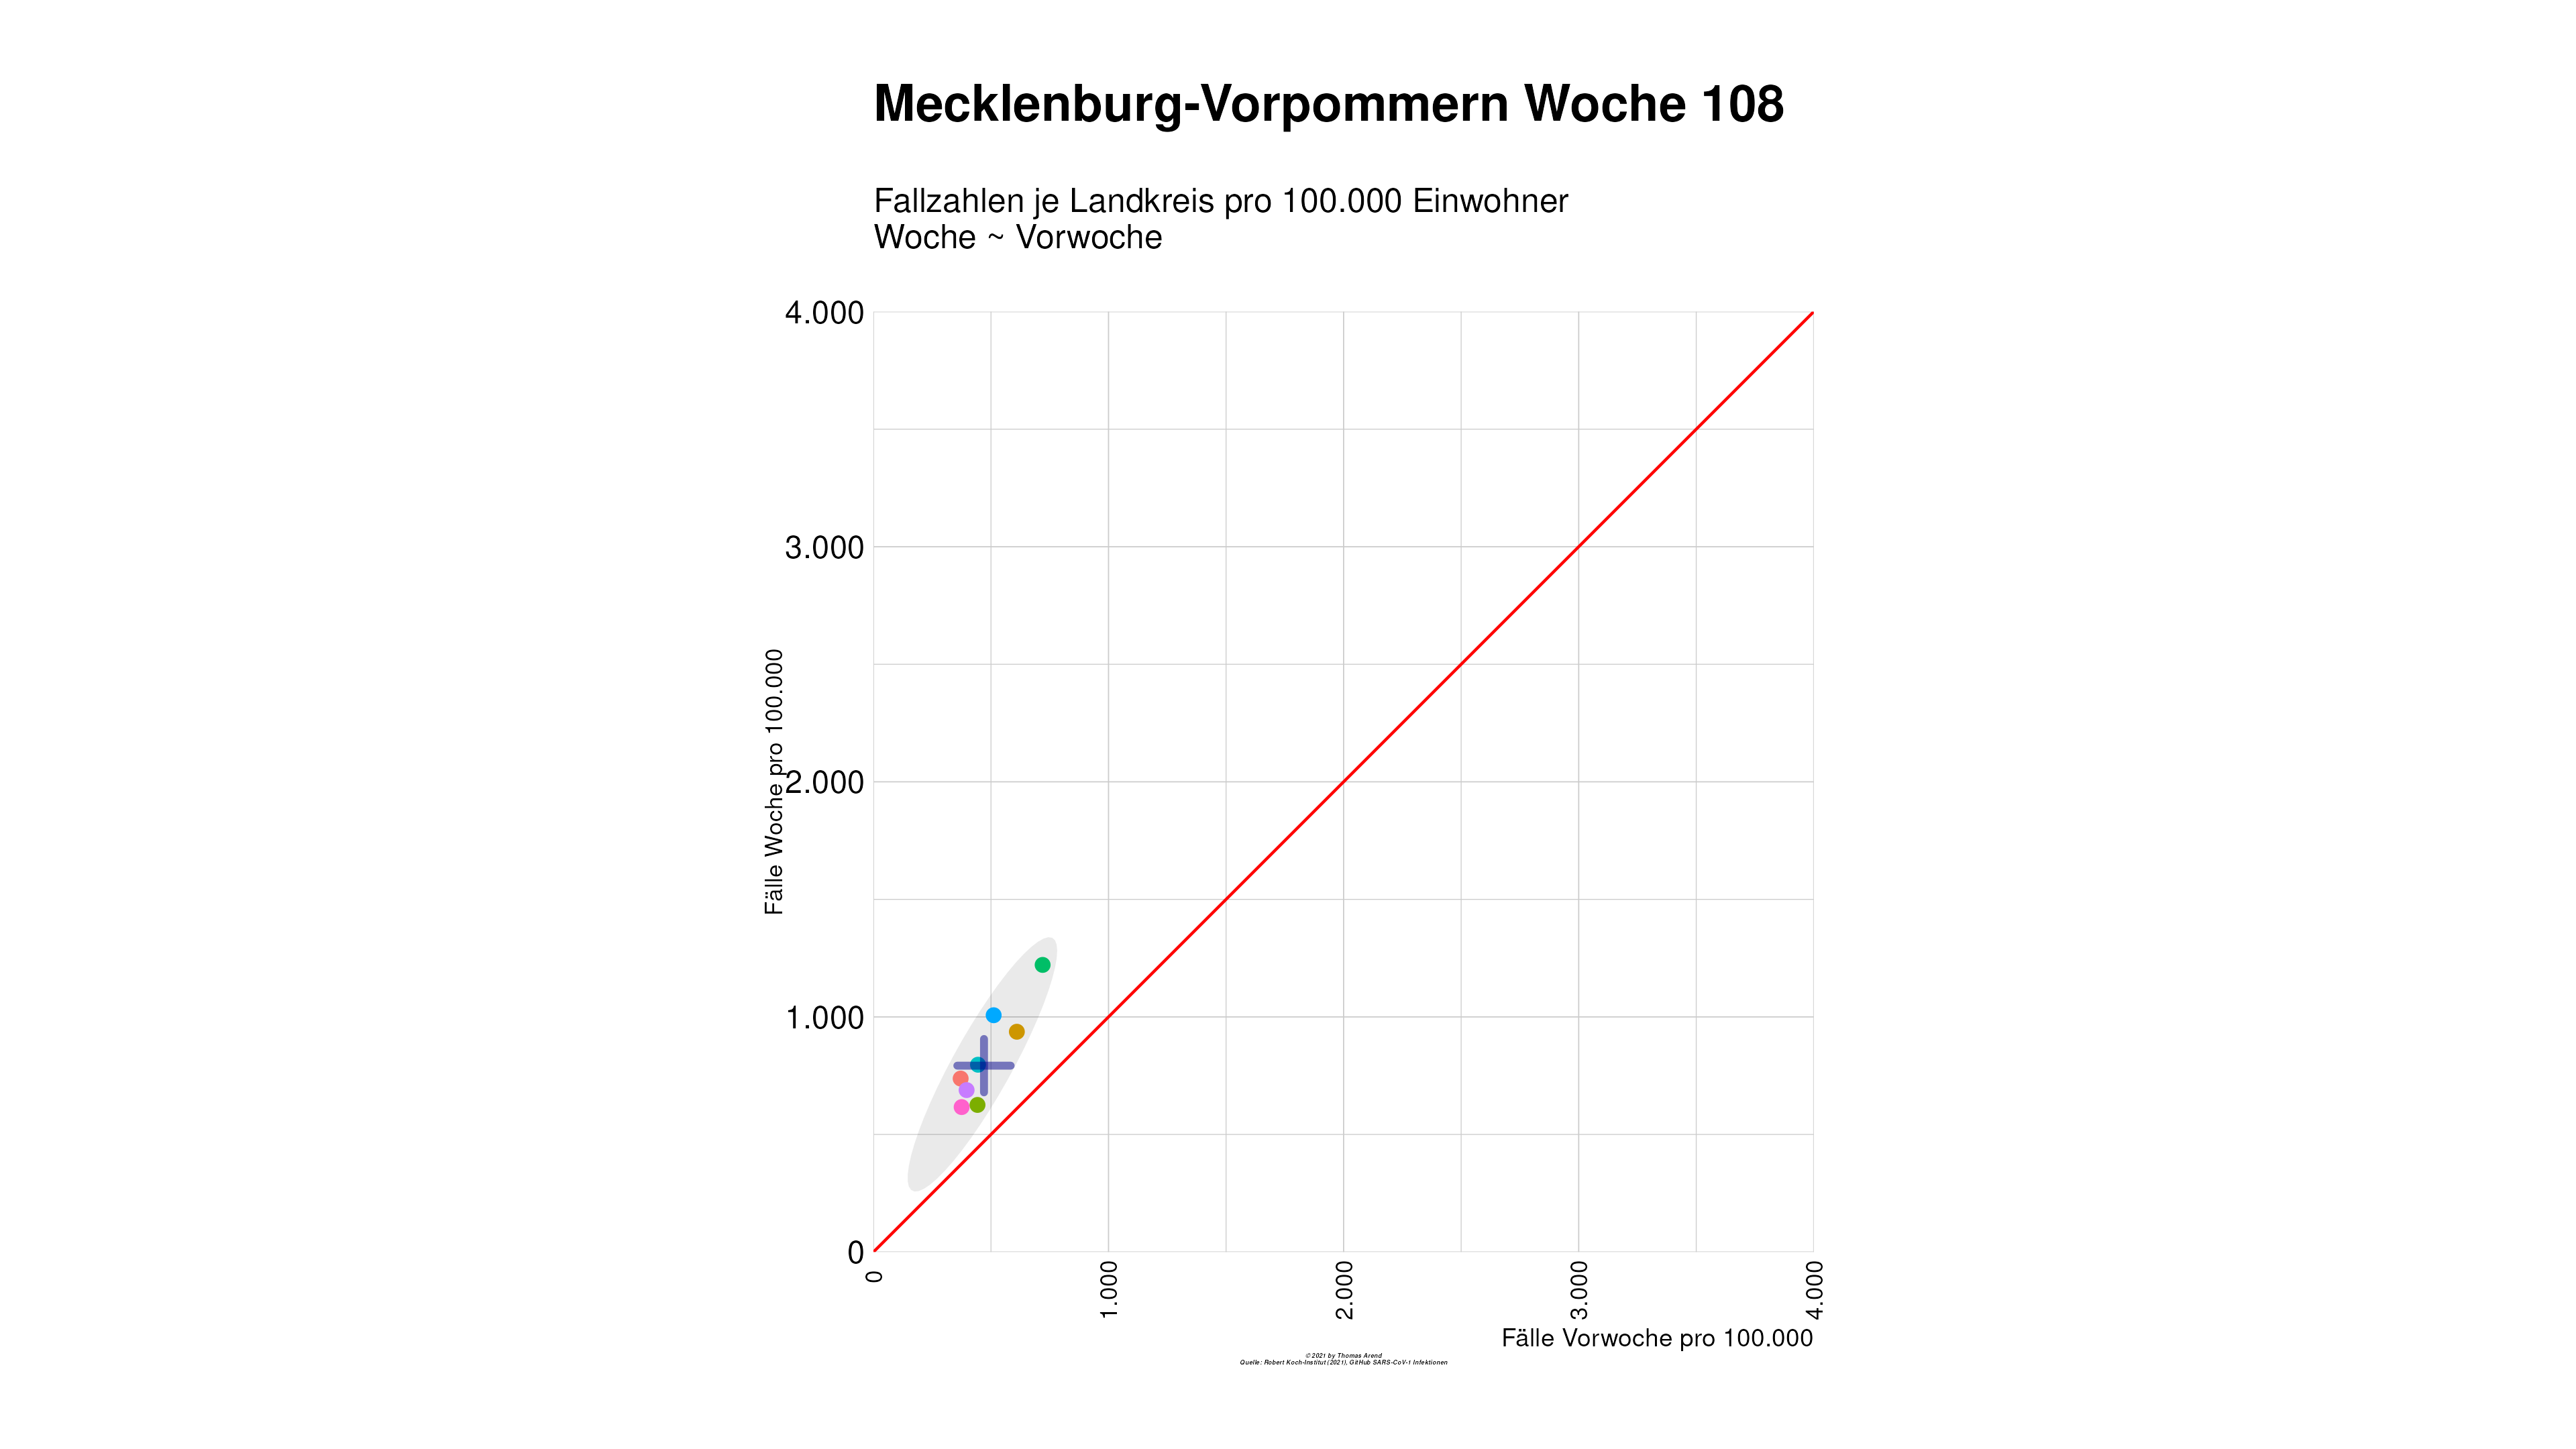 Mecklenburg-Vorpommern Woche 108
Fallzahlen je Landkreis pro 100.000 Einwohner
Woche ~ Vorwoche
4.000
3.000
2.000
1.000
0
Fälle Woche pro 100.000
0
1.000
2.000
3.000
4.000
Fälle Vorwoche pro 100.000
© 2021 by Thomas Arend
Quelle: Robert Koch-Institut (2021), GitHub SARS-CoV-1 Infektionen